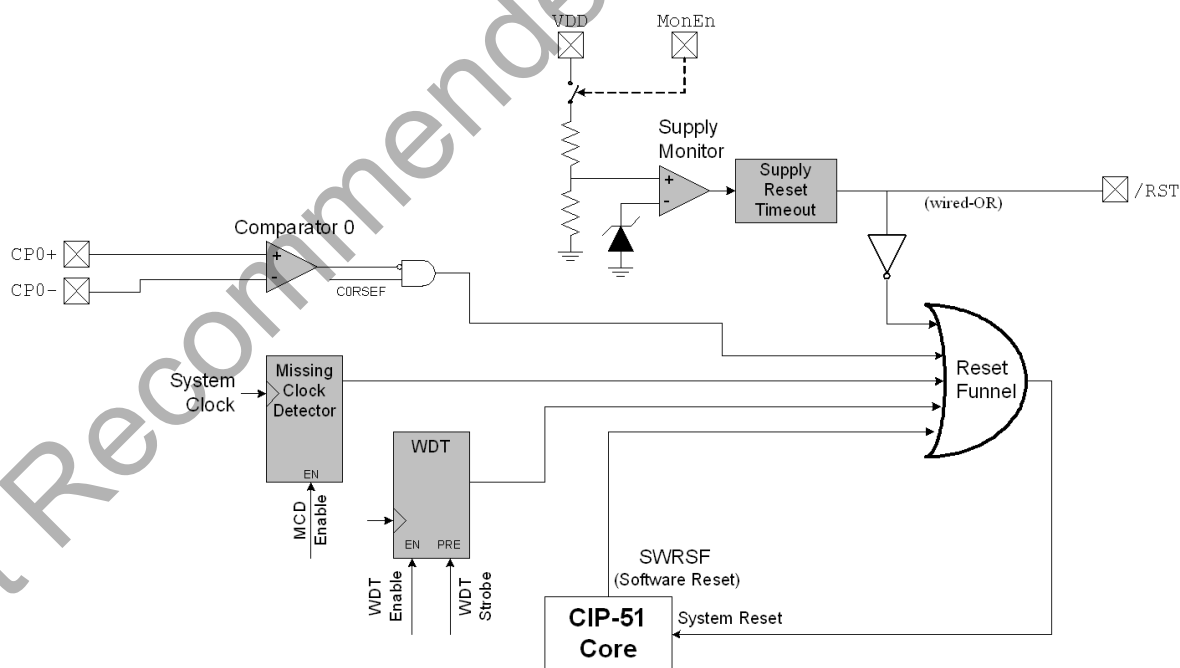 VDD
MonEn
Supply
Monitor
Supply
Reset
Timeout
/RST
(wired-OR)
Comparator 0
CP0+
CP0-
+
-
+
-
C0RSEF
Reset
Funnel
System
Clock
Missing
Clock
Detector
EN
MCD
Enable
WDT
EN
PRE
WDT
Enable
WDT
Strobe
SWRSF
(Software Reset)
CIP-51
Core
System Reset
Recommende